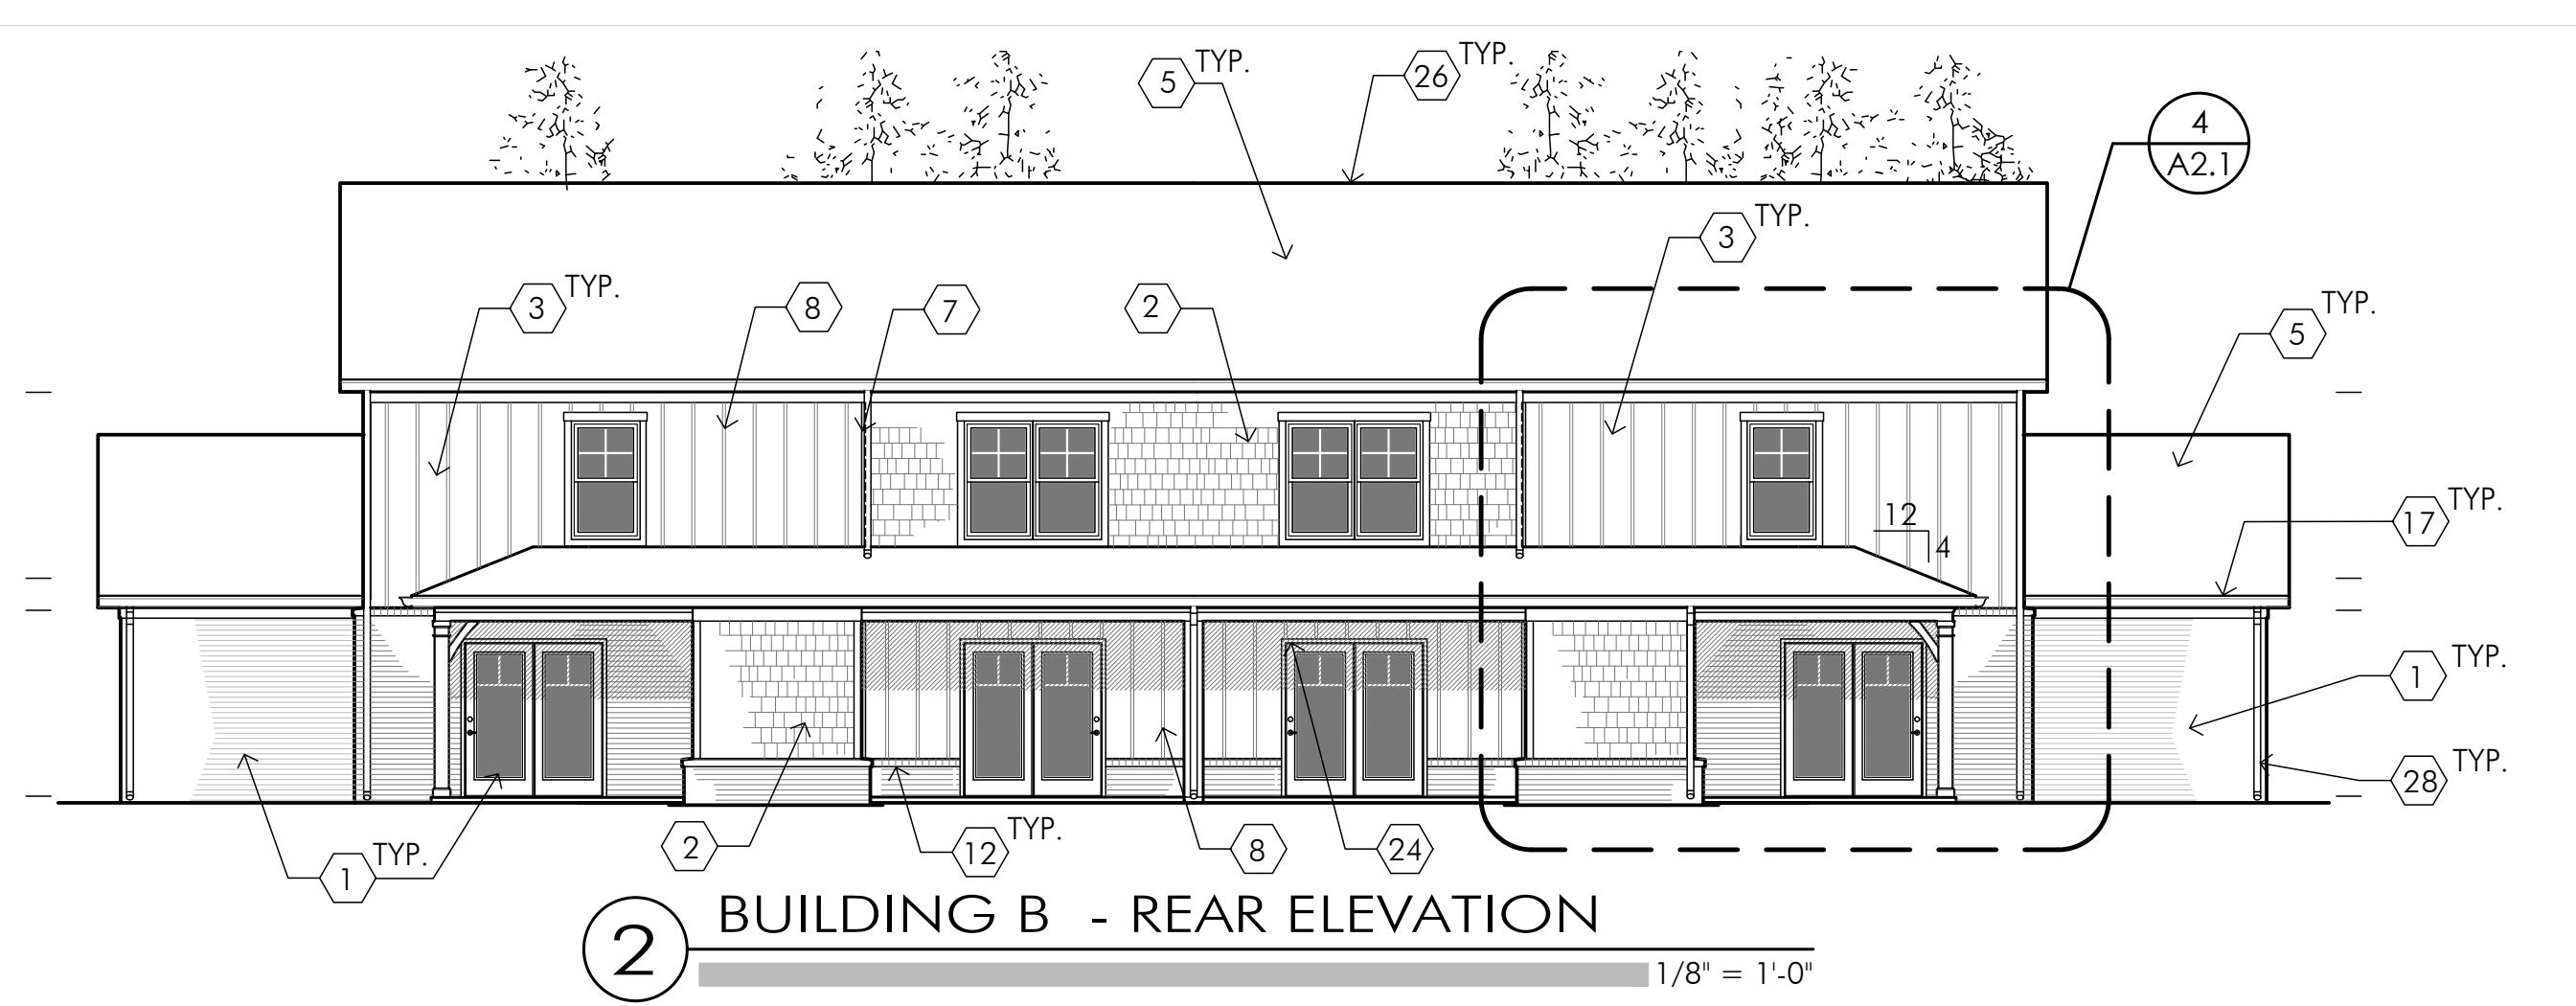 TYP.
5
TYP.
26
4
A2.1
TYP.
3
TYP.
3
8
7
2
TYP.
5
12
4
TYP.
17
TYP.
1
TYP.
28
TYP.
1
2
TYP.
12
8
24
2
BUILDING B - REAR ELEVATION
1/8" = 1'-0"